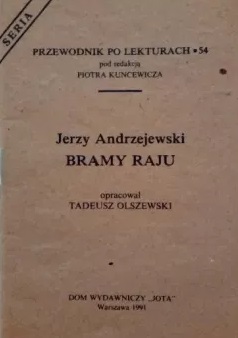 SERIA
PRZEWODNIK PO LEKTURACH • 54
pod redakcją
PIOTRA KUNCEWICZA
Jerzy Andrzejewski
BRAMY RAJU
opracował
TADEUSZ OLSZEWSKI
DOM WYDAWNICZY „JOTA"
Warszawa 1991